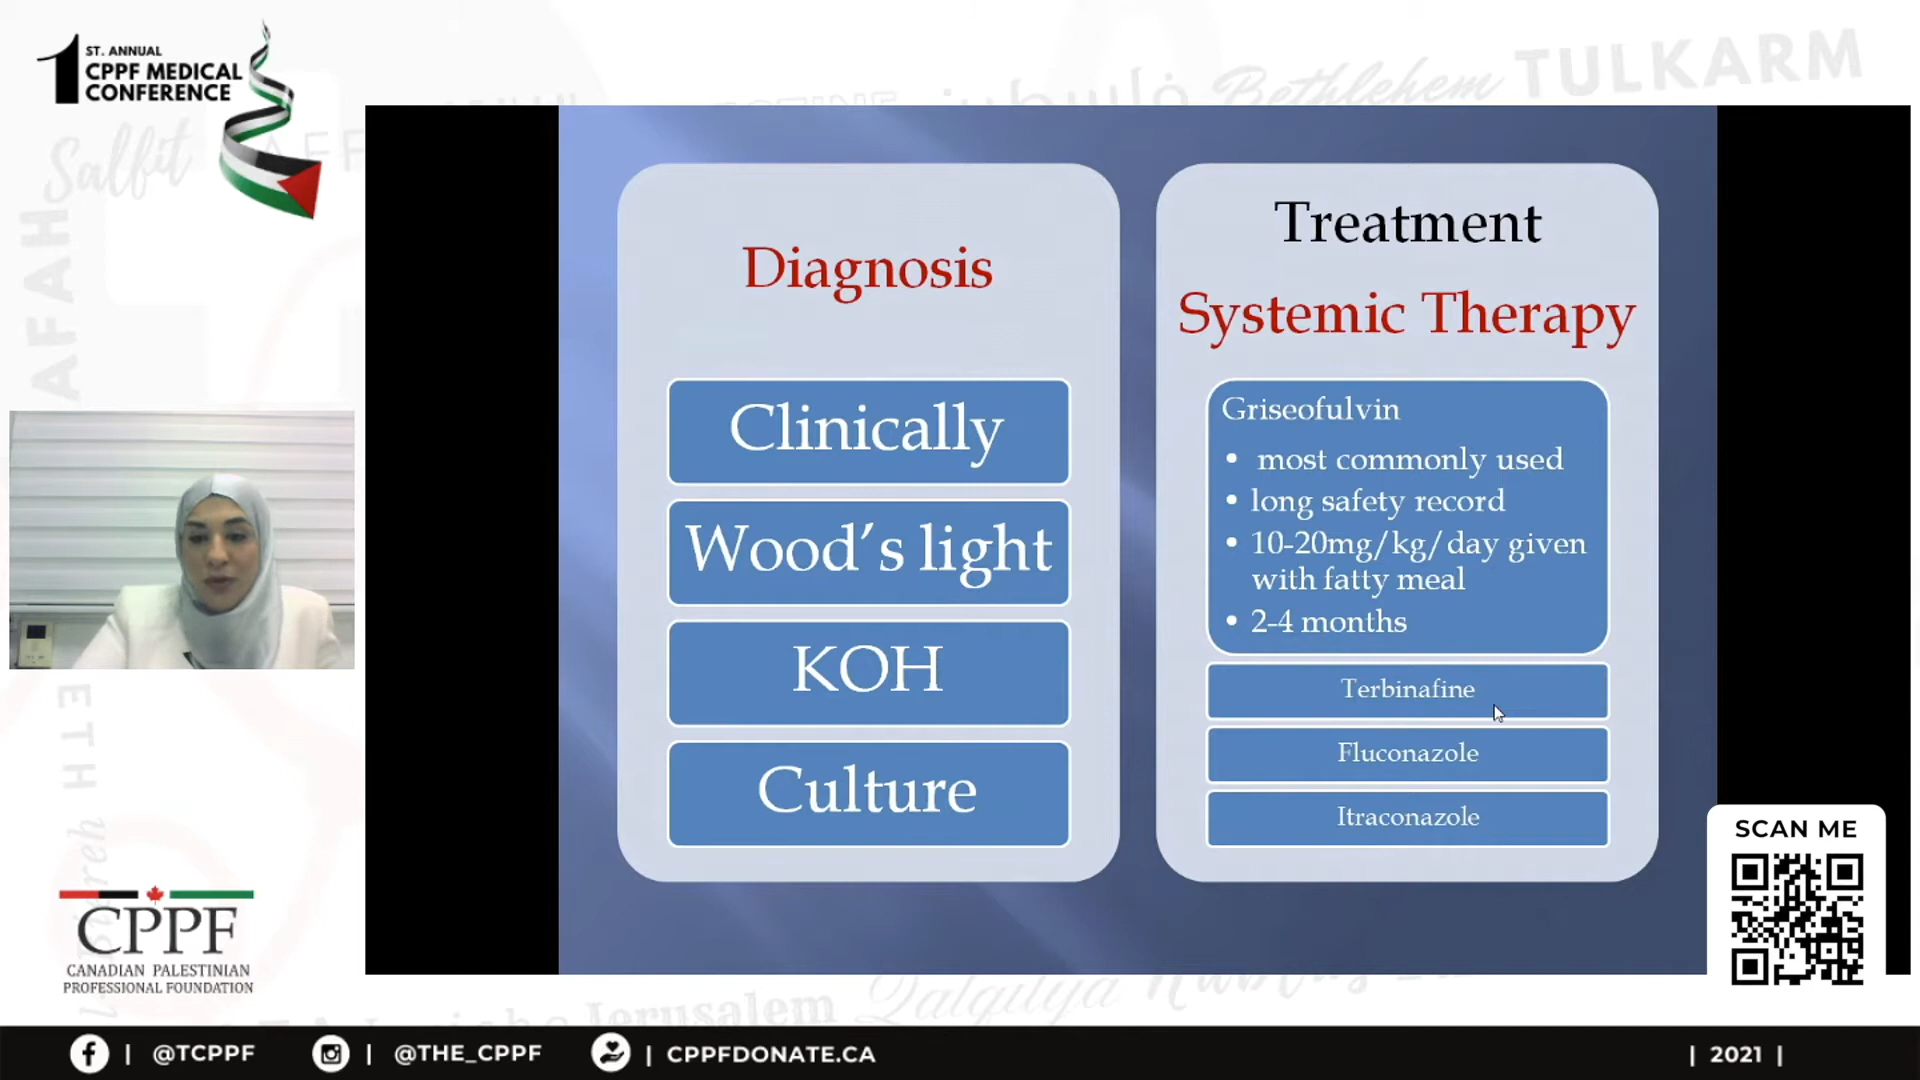 1
ST. ANNUAL
CPPF MEDICAL
CONFERENCE
Salfit
TULKARM
Bethlehem
فلسطين
Diagnosis
Clinically
Wood’s light
KOH
Culture
Treatment
Systemic Therapy
Griseofulvin
• most commonly used
• long safety record
• 10-20mg/kg/day given
with fatty meal
• 2-4 months
Terbinafine
Fluconazole
Itraconazole
SCAN ME
CPPF
CANADIAN PALESTINIAN
PROFESSIONAL FOUNDATION
Jerusalem
Qalqilya
| @TCPPF
| @THE_CPPF
| CPPFDONATE.CA
| 2021 |